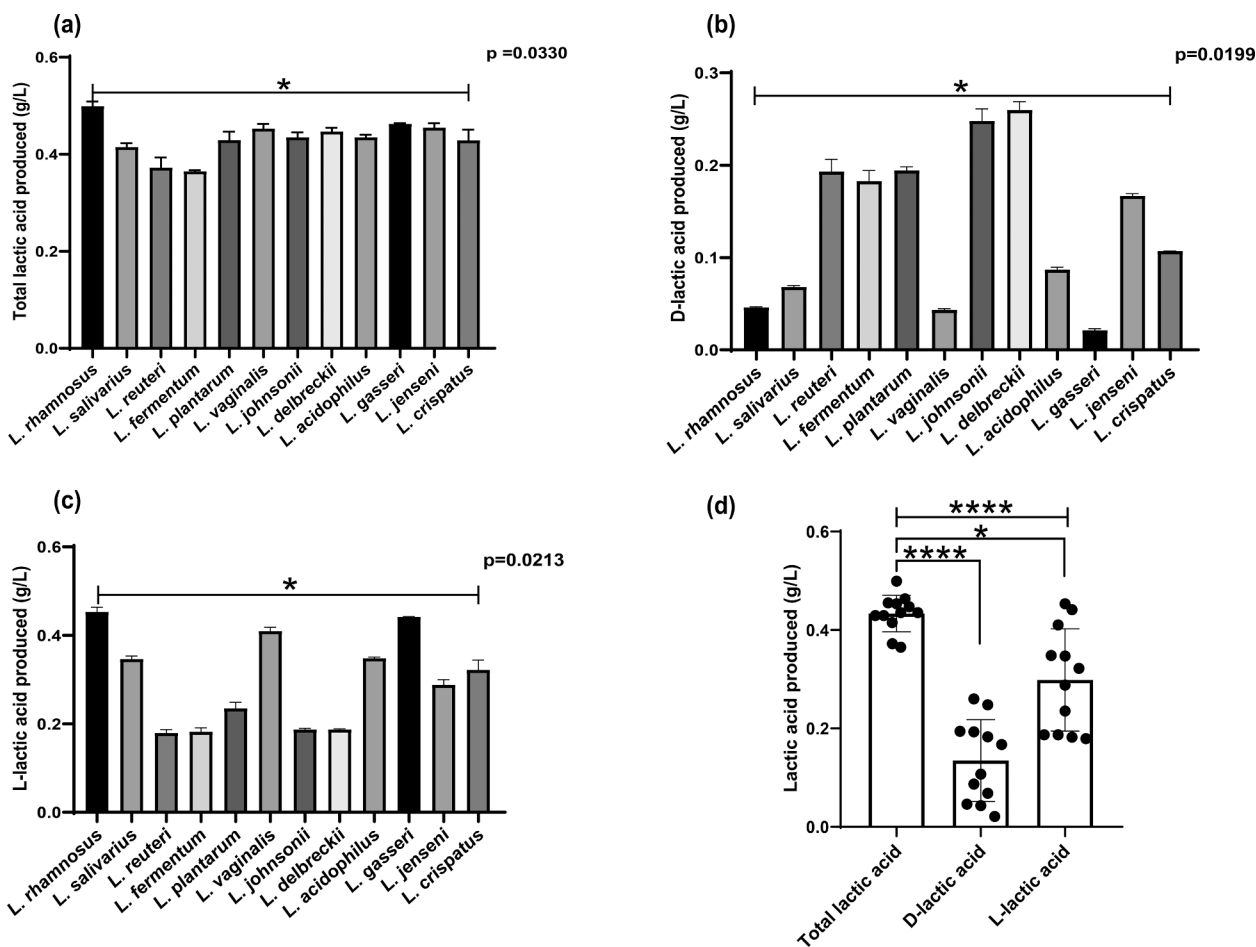 (a)
p =0.0330
*
Total lactic acid produced (g/L)
0.6
0.4
0.2
0.0
L. rhamnosus
L. salivarius
L. reuteri
L. fermentum
L. plantarum
L. vaginalis
L. johnsonii
L. delbreckii
L. acidophilus
L. gasseri
L. jenseni
L. crispatus
(b)
p=0.0199
*
D-lactic acid produced (g/L)
0.3
0.2
0.1
0.0
L. rhamnosus
L. salivarius
L. reuteri
L. fermentum
L. plantarum
L. vaginalis
L. johnsonii
L. delbreckii
L. acidophilus
L. gasseri
L. jenseni
L. crispatus
(c)
p=0.0213
*
L-lactic acid produced (g/L)
0.6
0.4
0.2
0.0
L. rhamnosus
L. salivarius
L. reuteri
L. fermentum
L. plantarum
L. vaginalis
L. johnsonii
L. delbreckii
L. acidophilus
L. gasseri
L. jenseni
L. crispatus
(d)
****
*
****
Lactic acid produced (g/L)
0.6
0.4
0.2
0.0
Total lactic acid
D-lactic acid
L-lactic acid